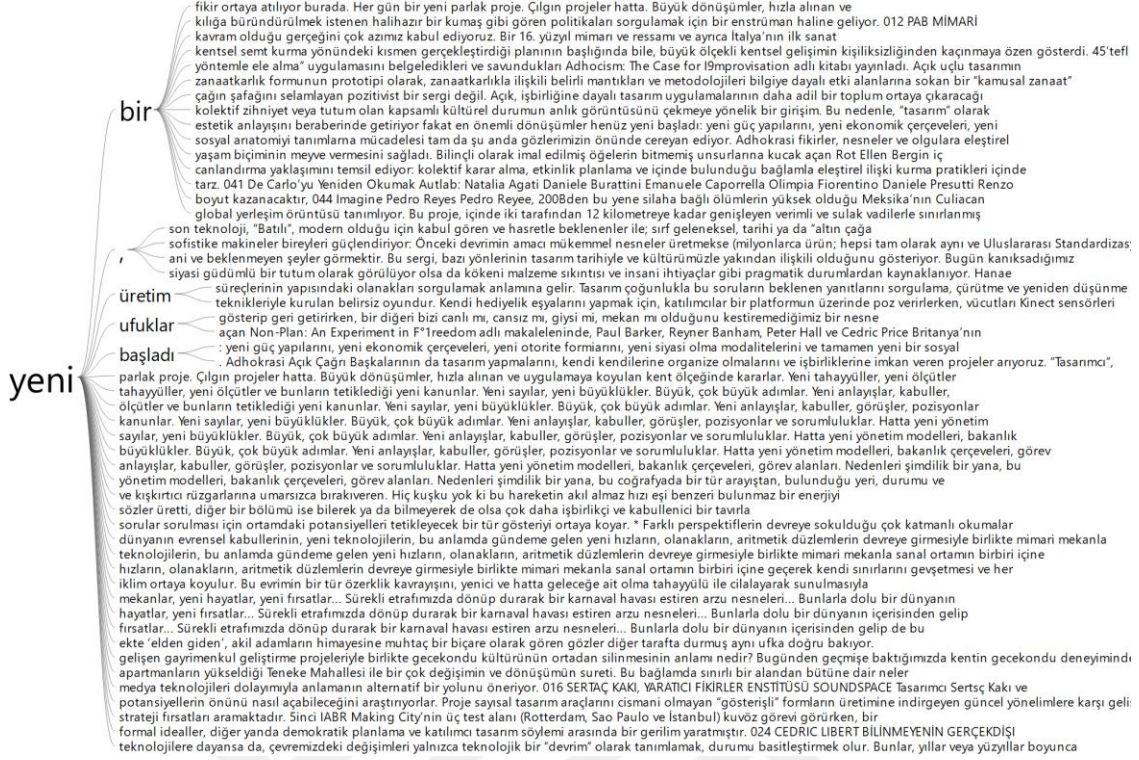 fikir ortaya atılıyor burada. Her gün bir yeni parlak proje. Çılgın projeler hatta. Büyük dönüşümler, hızla alınan ve
kılığa büründürülmek istenen halihazır bir kumaş gibi gören politikaları sorgulamak için bir enstrüman haline geliyor. 012 PAB MİMARİ
kavram olduğu gerçeğini çok azımız kabul ediyoruz. Bir 16. yüzyıl mimarı ve ressamı ve ayrıca İtalya’nın ilk sanat
kentsel semt kurma yönündeki kısmen gerçekleştirdiği planının başlığında bile, büyük ölçekli kentsel gelişimin kişiliksizliğinden kaçınmaya özen gösterdi. 45'tefl
yöntemle ele alma” uygulamasını belgeledikleri ve savundukları Adhocism: The Case for I9mprovisation adlı kitabı yayınladı. Açık uçlu tasarımın
zanaatkarlık formunun prototipi olarak, zanaatkarlıkla ilişkili belirli mantıkları ve metodolojileri bilgiye dayalı etki alanlarına sokan bir “kamusal zanaat”
çağın şafağını selamlayan pozitivist bir sergi değil. Açık, işbirliğine dayalı tasarım uygulamalarının daha adil bir toplum ortaya çıkaracağı
bir
kolektif zihniyet veya tutum olan kapsamlı kültürel durumun anlık görüntüsünü çekmeye yönelik bir girişim. Bu nedenle, “tasarım” olarak
estetik anlayışını beraberinde getiriyor fakat en önemli dönüşümler henüz yeni başladı: yeni güç yapılarını, yeni ekonomik çerçeveleri, yeni
sosyal arıatomiyi tanımlarna mücadelesi tam da şu anda gözlerimizin önünde cereyan ediyor. Adhokrasi fikirler, nesneler ve olgulara eleştirel
yaşam biçiminin meyve vermesini sağladı. Bilinçli olarak imal edilmiş öğelerin bitmemiş unsurlarına kucak açan Rot Ellen Bergin iç
canlandırma yaklaşımını temsil ediyor: kolektif karar alma, etkinlik planlama ve içinde bulunduğu bağlamla eleştirel ilişki kurma pratikleri içinde
tarz. 041 De Carlo’yu Yeniden Okumak Autlab: Natalia Agati Daniele Burattini Emanuele Caporrella Olimpia Fiorentino Daniele Presutti Renzo
boyut kazanacaktır, 044 Imagine Pedro Reyes Pedro Reyee, 200Bden bu yene silaha bağlı ölümlerin yüksek olduğu Meksika’nın Culiacan
global yerleşim örüntüsü tanımlıyor. Bu proje, içinde iki tarafından 12 kilometreye kadar genişleyen verimli ve sulak vadilerle sınırlanmış
son teknoloji, “Batılı”, modern olduğu için kabul gören ve hasretle beklenenler ile; sırf geleneksel, tarihi ya da “altın çağa
sofistike makineler bireyleri güçlendiriyor: Önceki devrimin amacı mükemmel nesneler üretmekse (milyonlarca ürün; hepsi tam olarak aynı ve Uluslararası Standardizasy
,
ani ve beklenmeyen şeyler görmektir. Bu sergi, bazı yönlerinin tasarım tarihiyle ve kültürümüzle yakından ilişkili olduğunu gösteriyor. Bugün kanıksadığımız
siyasi güdümlü bir tutum olarak görülüyor olsa da kökeni malzeme sıkıntısı ve insani ihtiyaçlar gibi pragmatik durumlardan kaynaklanıyor. Hanae
üretim
süreçlerinin yapısındaki olanakları sorgulamak anlamına gelir. Tasarım çoğunlukla bu soruların beklenen yanıtlarını sorgulama, çürütme ve yeniden düşünme
teknikleriyle kurulan belirsiz oyundur. Kendi hediyelik eşyalarını yapmak için, katılımcılar bir platformun üzerinde poz verirlerken, vücutları Kinect sensörleri
ufuklar
gösterip geri getirirken, bir diğeri bizi canlı mı, cansız mı, giysi mi, mekan mı olduğunu kestiremediğimiz bir nesne
açan Non-Plan: An Experiment in F°1reedom adlı makaleleninde, Paul Barker, Reyner Banham, Peter Hall ve Cedric Price Britanya’nın
başladı
: yeni güç yapılarını, yeni ekonomik çerçeveleri, yeni otorite formiarını, yeni siyasi olma modalitelerini ve tamamen yeni bir sosyal
. Adhokrasi Açık Çağrı Başkalarının da tasarım yapmalarını, kendi kendilerine organize olmalarını ve işbirliklerine imkan veren projeler arıyoruz. “Tasarımcı”,
yeni
parlak proje. Çılgın projeler hatta. Büyük dönüşümler, hızla alınan ve uygulamaya koyulan kent ölçeğinde kararlar. Yeni tahayyüller, yeni ölçütler
tahayyüller, yeni ölçütler ve bunların tetiklediği yeni kanunlar. Yeni sayılar, yeni büyüklükler. Büyük, çok büyük adımlar. Yeni anlayışlar, kabuller,
ölçütler ve bunların tetiklediği yeni kanunlar. Yeni sayılar, yeni büyüklükler. Büyük, çok büyük adımlar. Yeni anlayışlar, kabuller, görüşler, pozisyonlar
kanunlar. Yeni sayılar, yeni büyüklükler. Büyük, çok büyük adımlar. Yeni anlayışlar, kabuller, görüşler, pozisyonlar ve sorumluluklar. Hatta yeni yönetim
sayılar, yeni büyüklükler. Büyük, çok büyük adımlar. Yeni anlayışlar, kabuller, görüşler, pozisyonlar ve sorumluluklar. Hatta yeni yönetim modelleri, bakanlık
büyüklükler. Büyük, çok büyük adımlar. Yeni anlayışlar, kabuller, görüşler, pozisyonlar ve sorumluluklar. Hatta yeni yönetim modelleri, bakanlık çerçeveleri, görev
anlayışlar, kabuller, görüşler, pozisyonlar ve sorumluluklar. Hatta yeni yönetim modelleri, bakanlık çerçeveleri, görev alanları. Nedenleri şimdilik bir yana, bu
yönetim modelleri, bakanlık çerçeveleri, görev alanları. Nedenleri şimdilik bir yana, bu coğrafyada bir tür arayıştan, bulunduğu yeri, durumu ve
ve kışkırtıcı rüzgarlarına umarsızca bırakıveren. Hiç kuşku yok ki bu hareketin akıl almaz hızı eşi benzeri bulunmaz bir enerjiyi
sözler üretti, diğer bir bölümü ise bilerek ya da bilmeyerek de olsa çok daha işbirlikçi ve kabullenici bir tavırla
sorular sorulması için ortamdaki potansiyelleri tetikleyecek bir tür gösteriyi ortaya koyar. * Farklı perspektiflerin devreye sokulduğu çok katmanlı okumalar
dünyanın evrensel kabullerinin, yeni teknolojilerin, bu anlamda gündeme gelen yeni hızların, olanakların, aritmetik düzlemlerin devreye girmesiyle birlikte mimari mekanla
teknolojilerin, bu anlamda gündeme gelen yeni hızların, olanakların, aritmetik düzlemlerin devreye girmesiyle birlikte mimari mekanla sanal ortamın birbiri içine
hızların, olanakların, aritmetik düzlemlerin devreye girmesiyle birlikte mimari mekanla sanal ortamın birbiri içine geçerek kendi sınırlarını gevşetmesi ve her
iklim ortaya koyulur. Bu evrimin bir tür özerklik kavrayışını, yenici ve hatta geleceğe ait olma tahayyülü ile cilalayarak sunulmasıyla
mekanlar, yeni hayatlar, yeni fırsatlar... Sürekli etrafımızda dönüp durarak bir karnaval havası estiren arzu nesneleri... Bunlarla dolu bir dünyanın
hayatlar, yeni fırsatlar... Sürekli etrafımızda dönüp durarak bir karnaval havası estiren arzu nesneleri... Bunlarla dolu bir dünyanın içerisinden gelip
fırsatlar... Sürekli etrafımızda dönüp durarak bir karnaval havası estiren arzu nesneleri... Bunlarla dolu bir dünyanın içerisinden gelip de bu
ekte ‘elden giden’, akil adamların himayesine muhtaç bir biçare olarak gören gözler diğer tarafta durmuş aynı ufka doğru bakıyor.
gelişen gayrimenkul geliştirme projeleriyle birlikte gecekondu kültürünün ortadan silinmesinin anlamı nedir? Bugünden geçmişe baktığımızda kentin gecekondu deneyiminde
apartmanların yükseldiği Teneke Mahallesi ile bir çok değişimin ve dönüşümün sureti. Bu bağlamda sınırlı bir alandan bütüne dair neler
medya teknolojileri dolayımıyla anlamanın alternatif bir yolunu öneriyor. 016 SERTAÇ KAKI, YARATICI FİKİRLER ENSTİTÜSÜ SOUNDSPACE Tasarımcı Sertsç Kakı ve
potansiyellerin önünü nasıl açabileceğini araştırıyorlar. Proje sayısal tasarım araçlarını cismani olmayan “gösterişli” formların üretimine indirgeyen güncel yönelimlere karşı geliş
strateji fırsatları aramaktadır. 5inci IABR Making City’nin üç test alanı (Rotterdam, Sao Paulo ve İstanbul) kuvöz görevi görürken, bir
formal idealler, diğer yanda demokratik planlama ve katılımcı tasarım söylemi arasında bir gerilim yaratmıştır. 024 CEDRIC LIBERT BİLİNMEYENİN GERÇEKDIŞI
teknolojilere dayansa da, çevremizdeki değişimleri yalnızca teknolojik bir “devrim” olarak tanımlamak, durumu basitleştirmek olur. Bunlar, yıllar veya yüzyıllar boyunca